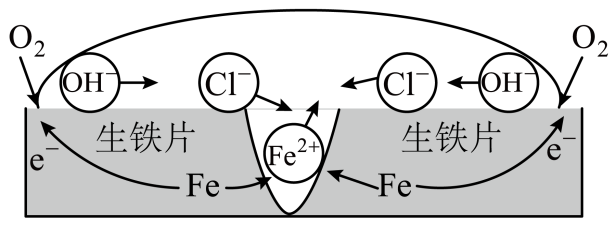 O₂ O₂
OH⁻ Cl⁻ Cl⁻ OH⁻
生铁片 Fe²⁺ 生铁片
e⁻ Fe Fe e⁻